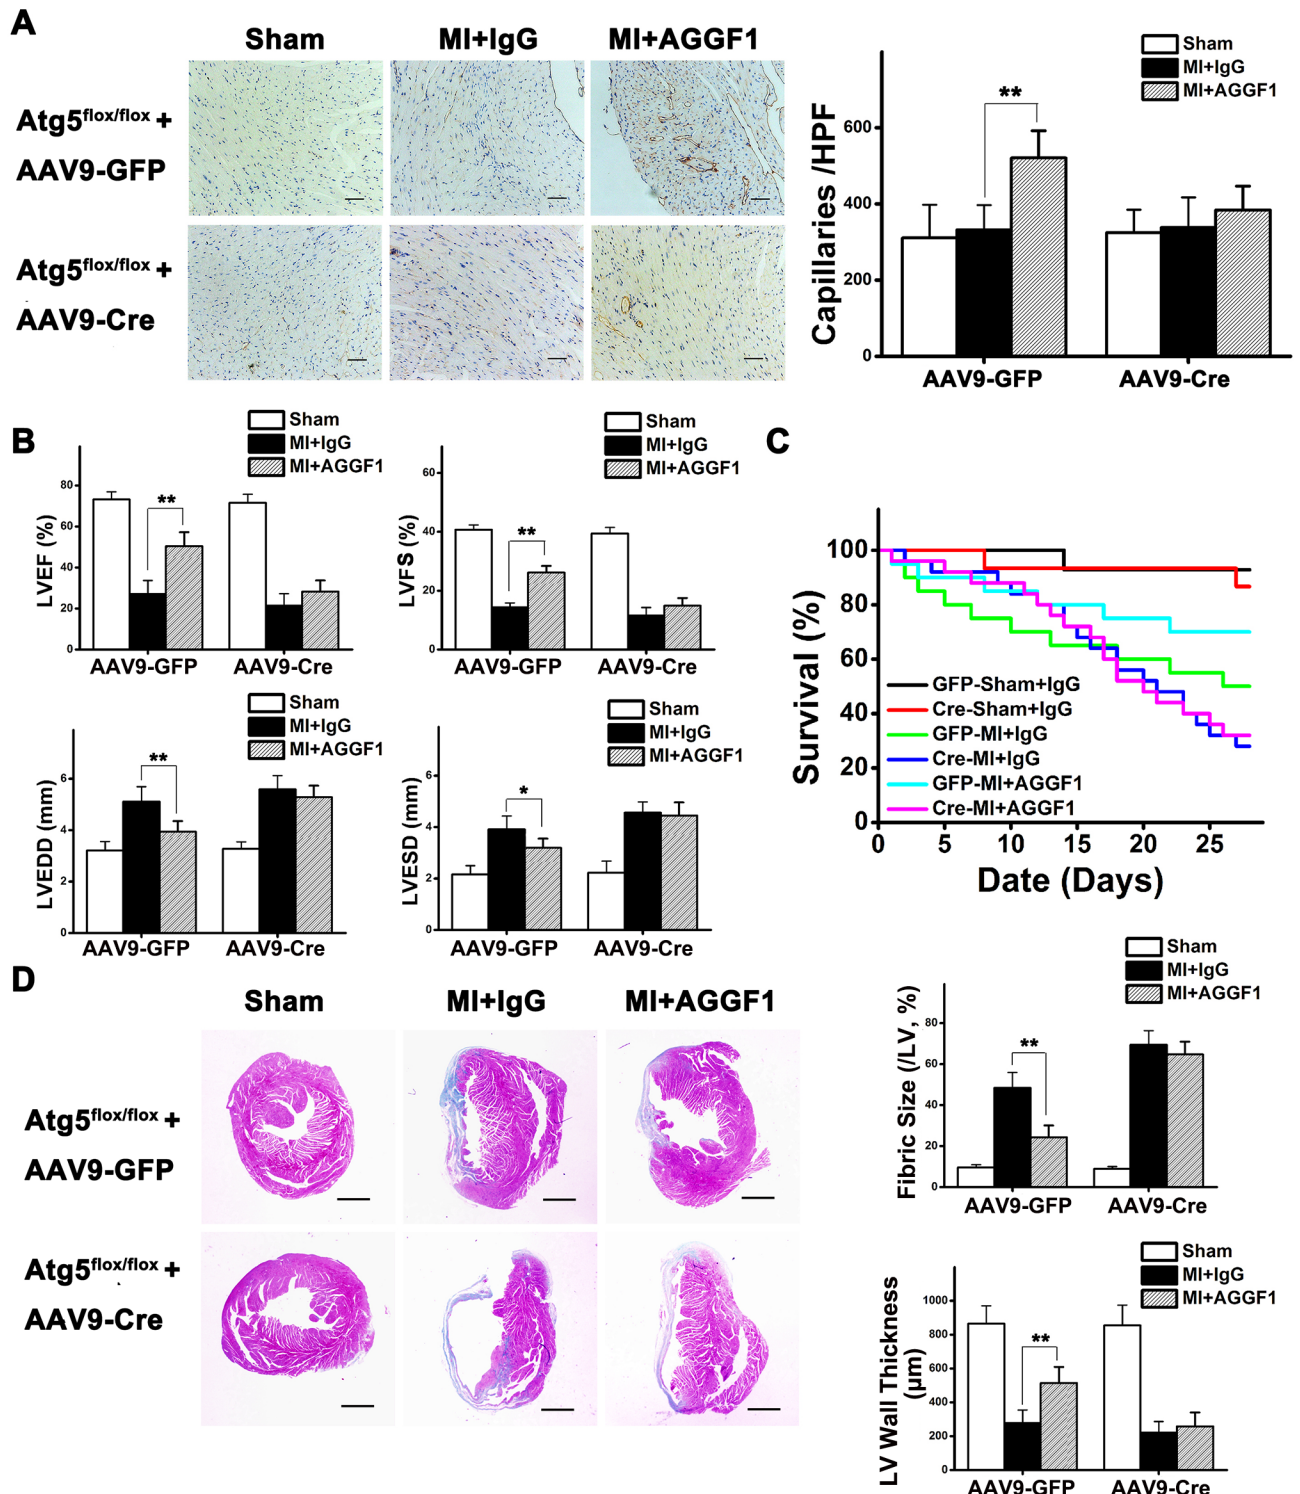 A
Sham
MI+IgG
MI+AGGF1
Atg5flox/flox +
AAV9-GFP
Atg5flox/flox +
AAV9-Cre
Sham
MI+IgG
MI+AGGF1
**
Capillaries /HPF
600
400
200
0
AAV9-GFP
AAV9-Cre
B
Sham
MI+IgG
MI+AGGF1
**
LVEF (%)
80
60
40
20
0
AAV9-GFP
AAV9-Cre
Sham
MI+IgG
MI+AGGF1
**
LVFS (%)
60
40
20
0
AAV9-GFP
AAV9-Cre
Sham
MI+IgG
MI+AGGF1
**
LVEDD (mm)
6
4
2
0
AAV9-GFP
AAV9-Cre
Sham
MI+IgG
MI+AGGF1
*
LVESD (mm)
6
4
2
0
AAV9-GFP
AAV9-Cre
C
Survival (%)
100
80
60
40
20
0
GFP-Sham+IgG
Cre-Sham+IgG
GFP-MI+IgG
Cre-MI+IgG
GFP-MI+AGGF1
Cre-MI+AGGF1
0 5 10 15 20 25
Date (Days)
D
Sham
MI+IgG
MI+AGGF1
Atg5flox/flox +
AAV9-GFP
Atg5flox/flox +
AAV9-Cre
Sham
MI+IgG
MI+AGGF1
**
Fibric Size (/LV, %)
80
60
40
20
0
AAV9-GFP
AAV9-Cre
Sham
MI+IgG
MI+AGGF1
**
LV Wall Thickness
(μm)
1000
800
600
400
200
0
AAV9-GFP
AAV9-Cre